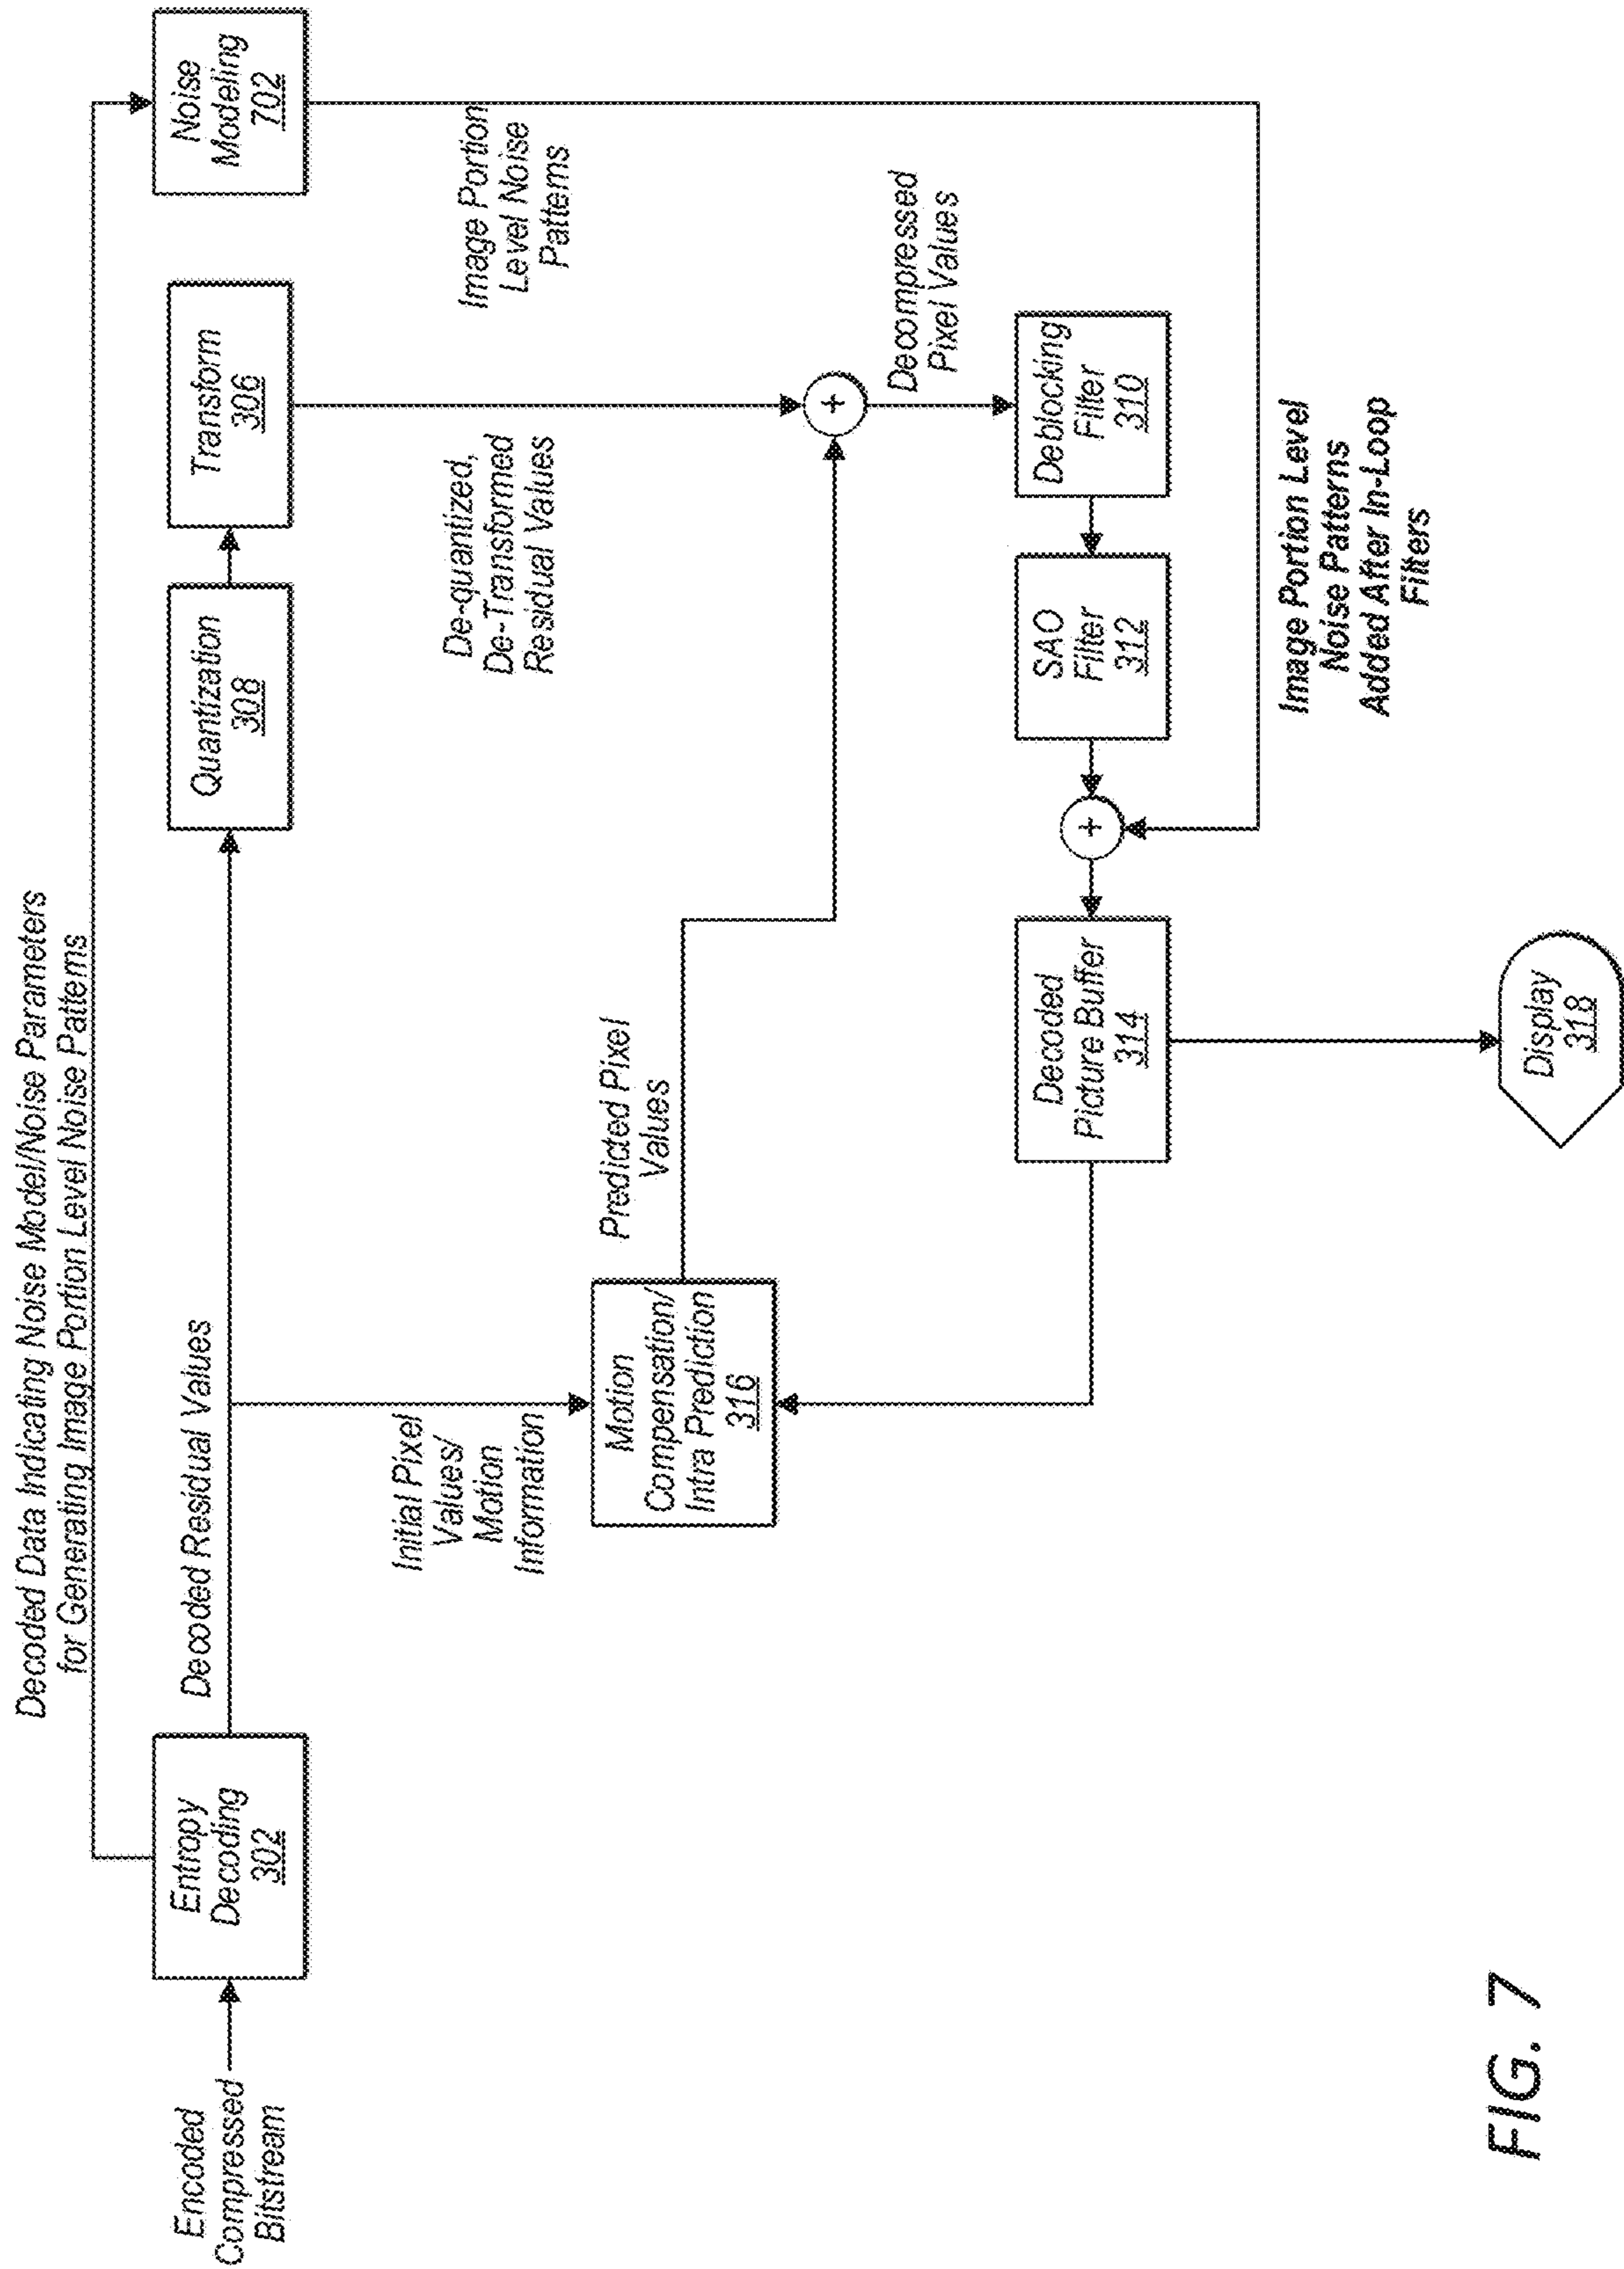 Decoded Data Indicating Noise Model/Noise Parameters
for Generating Image Portion Level Noise Patterns
Encoded
Compressed
Bitstream
Entropy
Decoding
302
Decoded Residual Values
Quantization
308
Transform
306
Noise
Modeling
702
Initial Pixel
Values/
Motion
Information
De-quantized,
De-Transformed
Residual Values
Image Portion
Level Noise
Patterns
Motion
Compensation/
Intra Prediction
316
Predicted Pixel
Values
+
Decompressed
Pixel Values
Decoded
Picture Buffer
314
+
SAO
Filter
312
Deblocking
Filter
310
Image Portion Level
Noise Patterns
Added After In-Loop
Filters
Display
318
FIG. 7